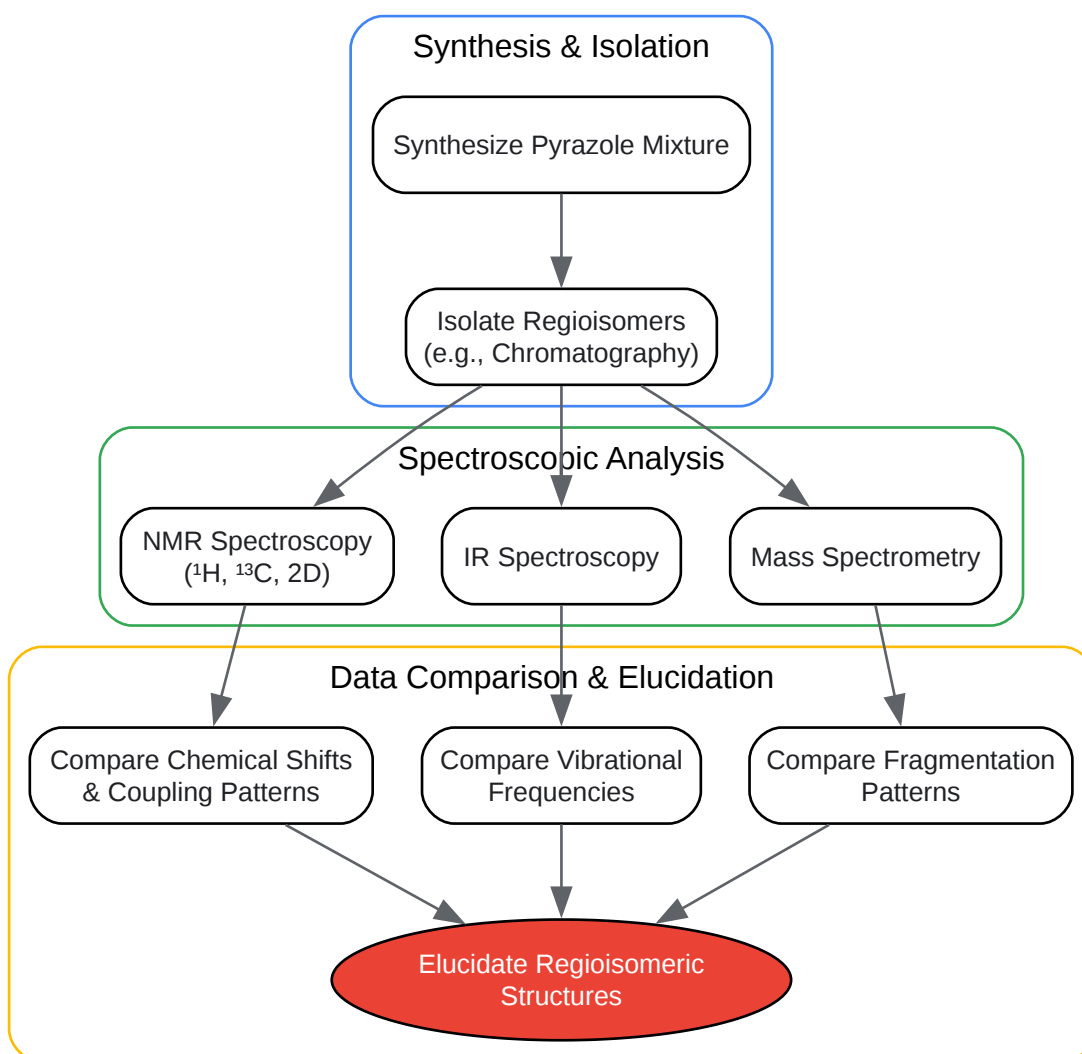 Synthesis & Isolation
Synthesize Pyrazole Mixture
Isolate Regioisomers
(e.g., Chromatography)
Spectroscopic Analysis
NMR Spectroscopy
(¹H, ¹³C, 2D)
IR Spectroscopy
Mass Spectrometry
Data Comparison & Elucidation
Compare Chemical Shifts
& Coupling Patterns
Compare Vibrational
Frequencies
Compare Fragmentation
Patterns
Elucidate Regioisomeric
Structures